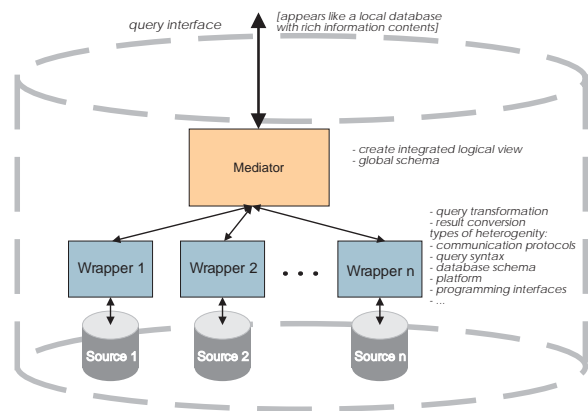 query interface
[appears like a local database
with rich information contents]
Mediator
- create integrated logical view
- global schema
- query transformation
- result conversion
types of heterogenity:
- communication protocols
- query syntax
- database schema
- platform
- programming interfaces
- ...
Wrapper 1
Wrapper 2
. . .
Wrapper n
Source 1
Source 2
Source n